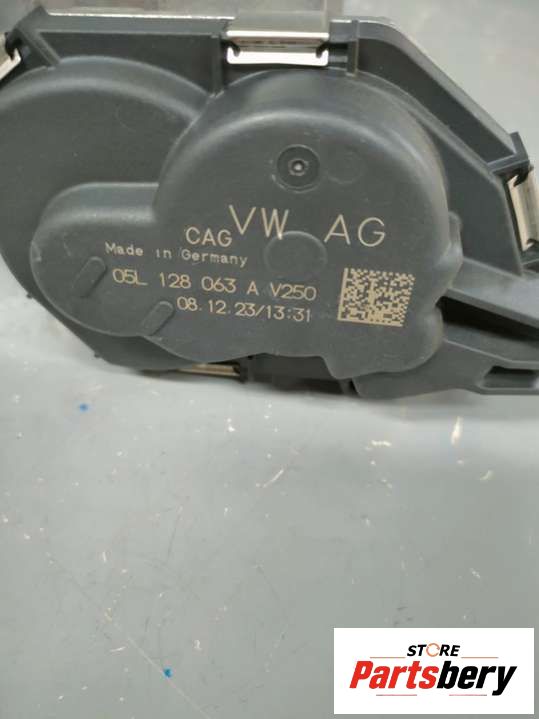 CAG VW AG
Made in Germany
05L 128 063 A V250
08.12.23/13:31
STORE
Partsbery